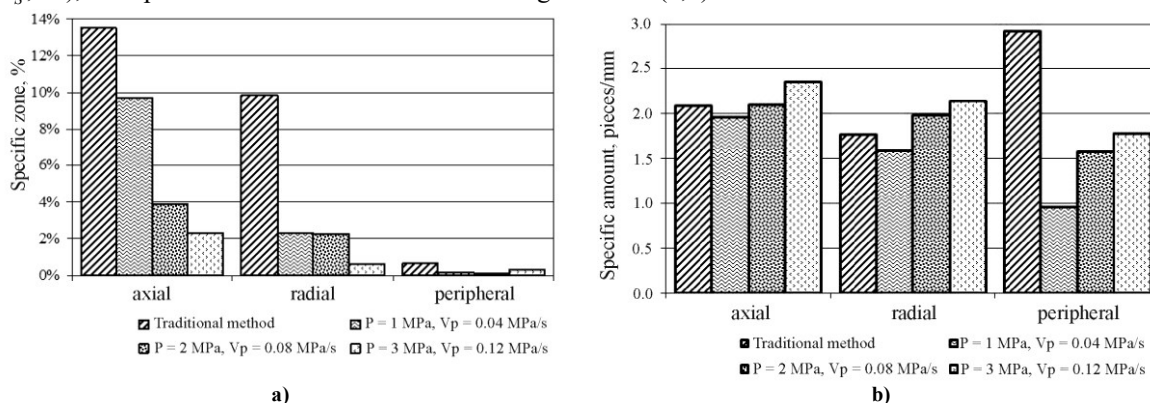 14%
12%
10%
8%
6%
4%
2%
0%
Specific zone, %
axial radial peripheral
Traditional method P = 1 MPa, Vp = 0.04 MPa/s
P = 2 MPa, Vp = 0.08 MPa/s P = 3 MPa, Vp = 0.12 MPa/s
a)
3.0
2.5
2.0
1.5
1.0
0.5
0.0
Specific amount, pieces/mm
axial radial peripheral
Traditional method P = 1 MPa, Vp = 0.04 MPa/s
P = 2 MPa, Vp = 0.08 MPa/s P = 3 MPa, Vp = 0.12 MPa/s
b)